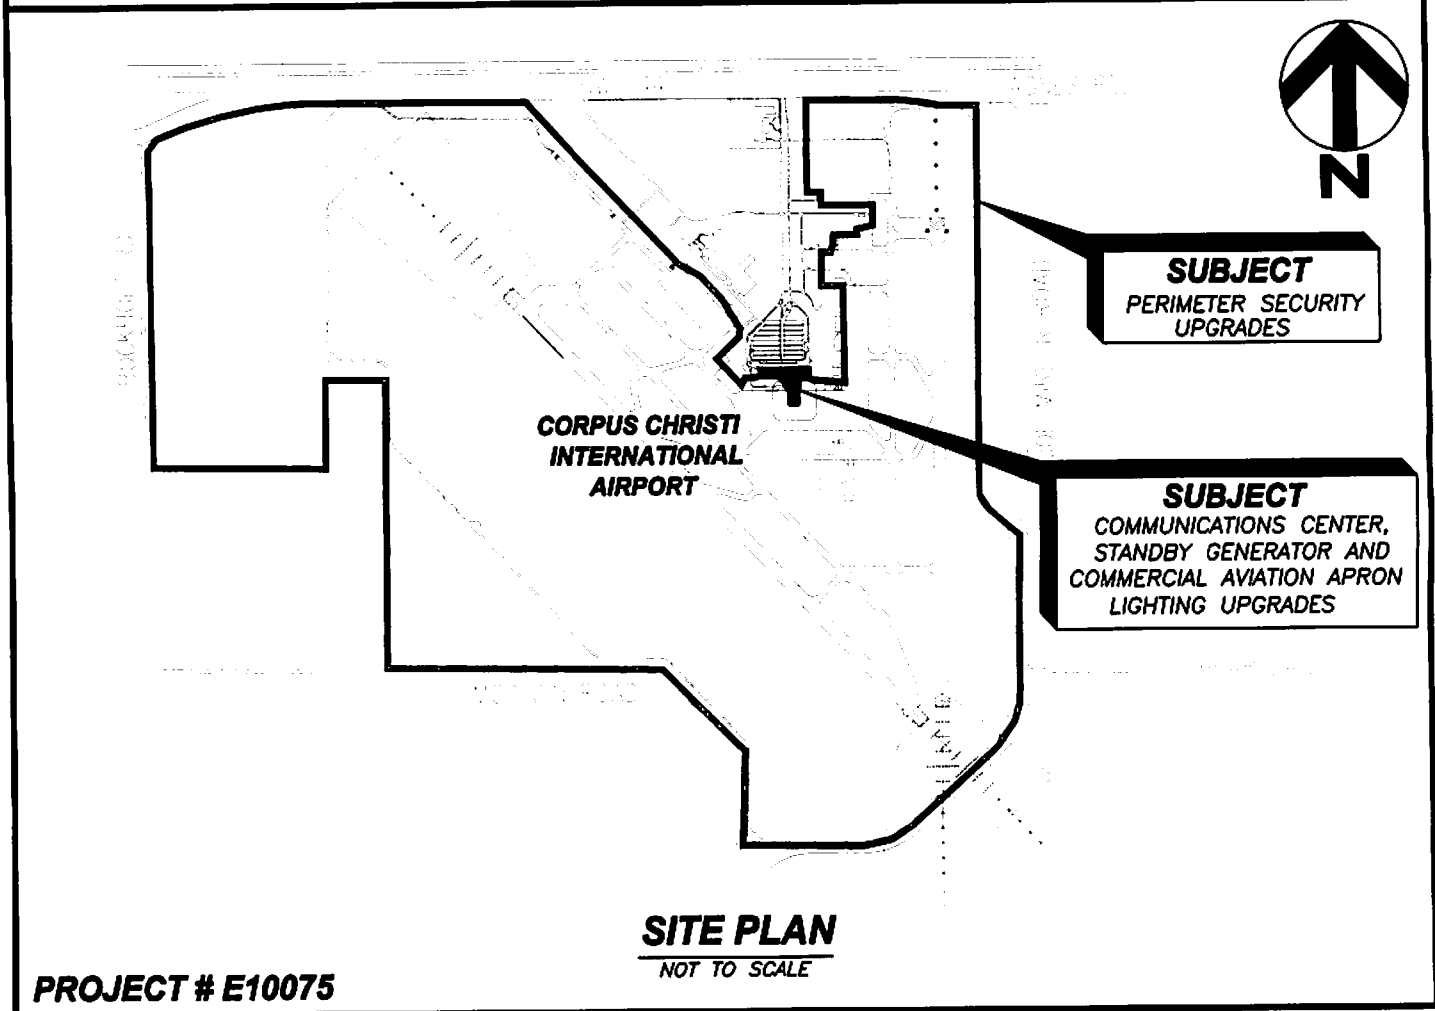 N
SUBJECT
PERIMETER SECURITY
UPGRADES
CORPUS CHRISTI
INTERNATIONAL
AIRPORT
SUBJECT
COMMUNICATIONS CENTER,
STANDBY GENERATOR AND
COMMERCIAL AVIATION APRON
LIGHTING UPGRADES
SITE PLAN
NOT TO SCALE
PROJECT # E10075